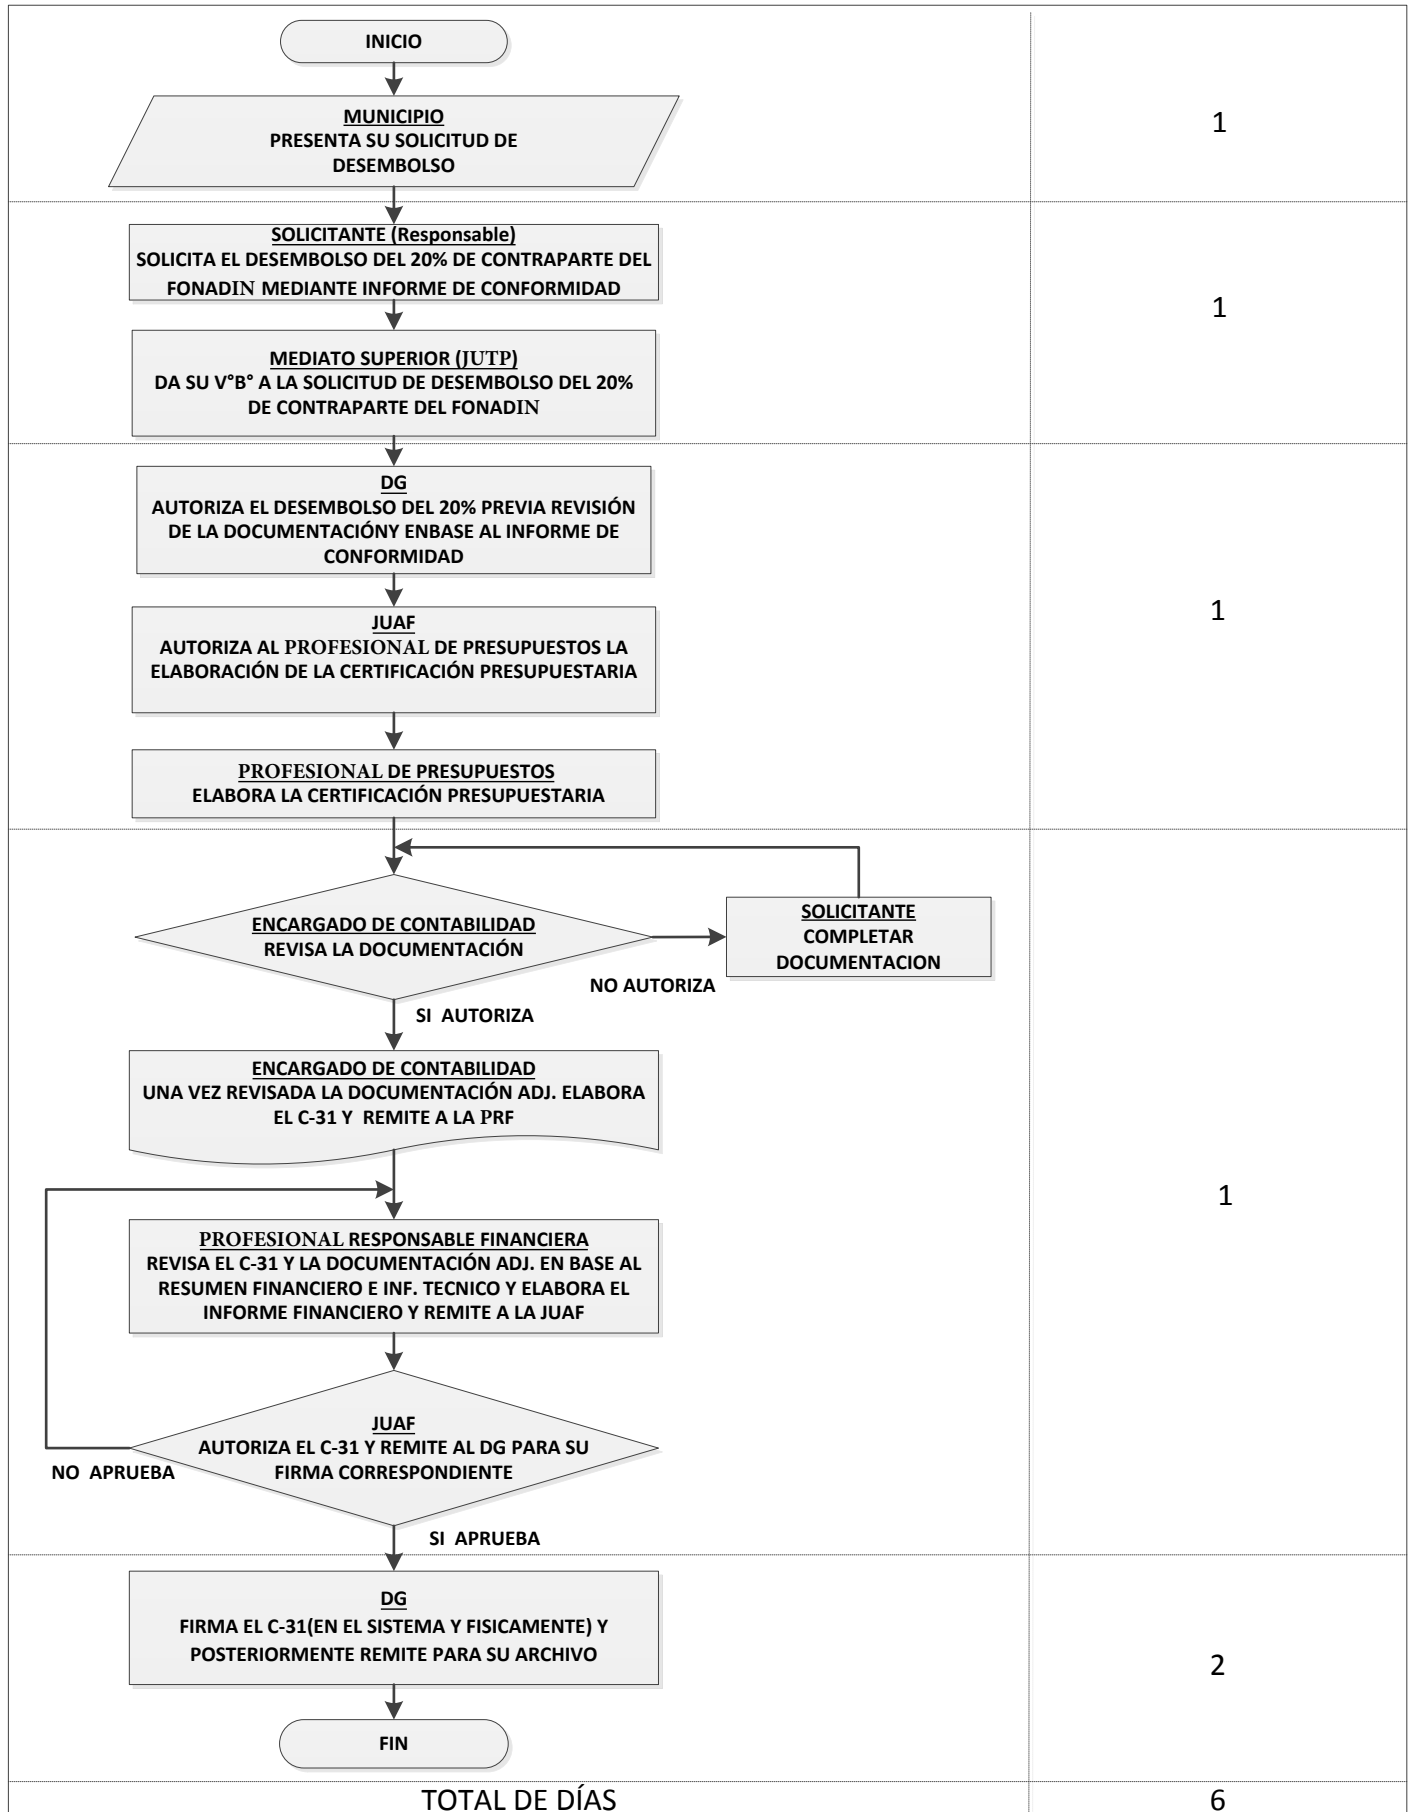 INICIO
MUNICIPIO
PRESENTA SU SOLICITUD DE
DESEMBOLSO
1
SOLICITANTE (Responsable)
SOLICITA EL DESEMBOLSO DEL 20% DE CONTRAPARTE DEL
FONADIN MEDIANTE INFORME DE CONFORMIDAD
1
MEDIATO SUPERIOR (JUTP)
DA SU V°B° A LA SOLICITUD DE DESEMBOLSO DEL 20%
DE CONTRAPARTE DEL FONADIN
DG
AUTORIZA EL DESEMBOLSO DEL 20% PREVIA REVISIÓN
DE LA DOCUMENTACIÓNY ENBASE AL INFORME DE
CONFORMIDAD
1
JUAF
AUTORIZA AL PROFESIONAL DE PRESUPUESTOS LA
ELABORACIÓN DE LA CERTIFICACIÓN PRESUPUESTARIA
PROFESIONAL DE PRESUPUESTOS
ELABORA LA CERTIFICACIÓN PRESUPUESTARIA
ENCARGADO DE CONTABILIDAD
REVISA LA DOCUMENTACIÓN
SOLICITANTE
COMPLETAR
DOCUMENTACION
NO AUTORIZA
SI  AUTORIZA
ENCARGADO DE CONTABILIDAD
UNA VEZ REVISADA LA DOCUMENTACIÓN ADJ. ELABORA
EL C-31 Y  REMITE A LA PRF
1
PROFESIONAL RESPONSABLE FINANCIERA
REVISA EL C-31 Y LA DOCUMENTACIÓN ADJ. EN BASE AL
RESUMEN FINANCIERO E INF. TECNICO Y ELABORA EL
INFORME FINANCIERO Y REMITE A LA JUAF
JUAF
AUTORIZA EL C-31 Y REMITE AL DG PARA SU
FIRMA CORRESPONDIENTE
NO  APRUEBA
SI  APRUEBA
DG
FIRMA EL C-31(EN EL SISTEMA Y FISICAMENTE) Y
POSTERIORMENTE REMITE PARA SU ARCHIVO
2
FIN
TOTAL DE DÍAS
6